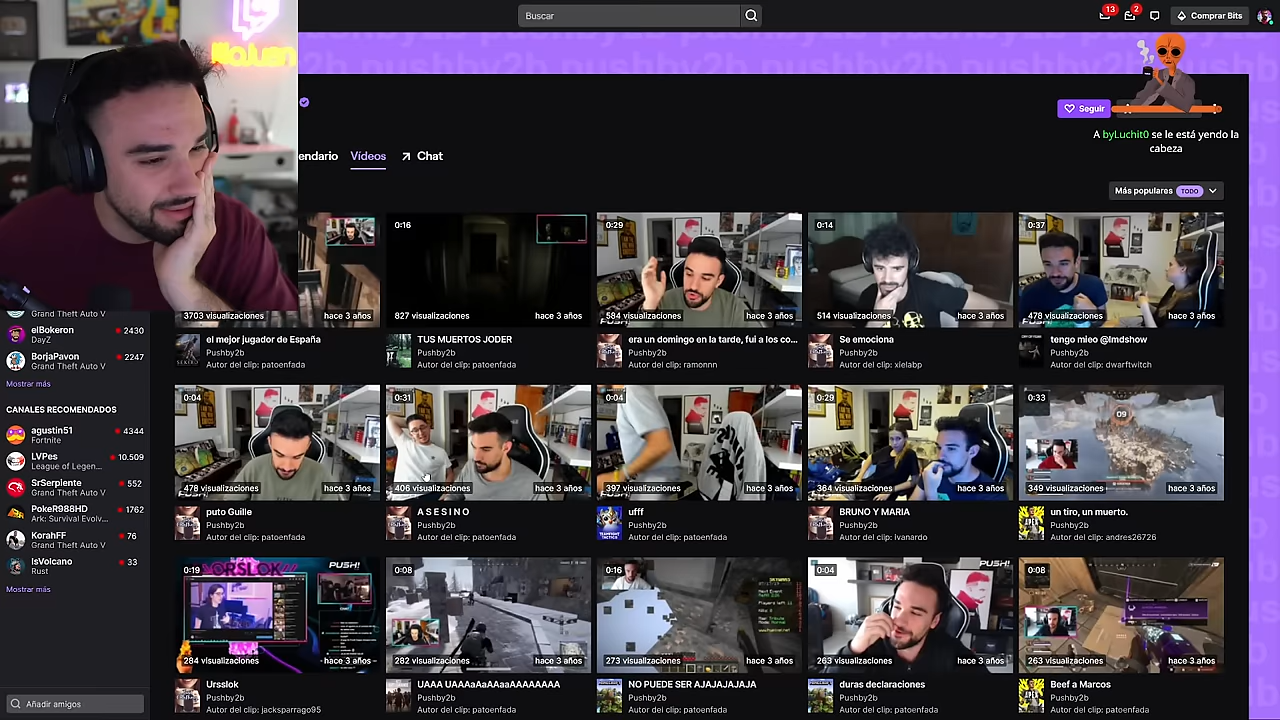 Buscar
13
2
Comprar Bits
IlloJuan
pushby2b pushby2b pushby2b pushby2b
Seguir
A byLuchit0 se le está yendo la
cabeza
endario
Vídeos
Chat
Más populares
TODO
3703 visualizaciones
hace 3 años
el mejor jugador de España
Pushby2b
Autor del clip: patoenfada
0:16
827 visualizaciones
hace 3 años
TUS MUERTOS JODER
Pushby2b
Autor del clip: patoenfada
0:29
584 visualizaciones
hace 3 años
era un domingo en la tarde, fui a los co...
Pushby2b
Autor del clip: ramonnn
0:14
514 visualizaciones
hace 3 años
Se emociona
Pushby2b
Autor del clip: xielabp
0:37
478 visualizaciones
hace 3 años
tengo mieo @lmdshow
Pushby2b
Autor del clip: dwarftwitch
Grand Theft Auto V
elBokeron
2430
DayZ
BorjaPavon
2247
Grand Theft Auto V
Mostrar más
CANALES RECOMENDADOS
agustin51
4344
Fortnite
LVPes
10.509
League of Legen...
SrSerpiente
552
Grand Theft Auto V
PokeR988HD
1762
Ark: Survival Evolv...
KorahFF
76
Grand Theft Auto V
IsVolcano
33
Rust
Mostrar más
Añadir amigos
0:04
478 visualizaciones
hace 3 años
puto Guille
Pushby2b
Autor del clip: patoenfada
0:31
406 visualizaciones
hace 3 años
A S E S I N O
Pushby2b
Autor del clip: patoenfada
0:04
397 visualizaciones
hace 3 años
ufff
Pushby2b
Autor del clip: patoenfada
0:29
364 visualizaciones
hace 3 años
BRUNO Y MARIA
Pushby2b
Autor del clip: ivanardo
0:33
09
349 visualizaciones
hace 3 años
un tiro, un muerto.
Pushby2b
Autor del clip: andres26726
0:19
ORSLOK
PUSH!
284 visualizaciones
hace 3 años
Ursslok
Pushby2b
Autor del clip: jacksparrago95
0:08
282 visualizaciones
hace 3 años
UAAA UAAAaAaAAaaAAAAAAAA
Pushby2b
Autor del clip: patoenfada
0:16
273 visualizaciones
hace 3 años
NO PUEDE SER AJAJAJAJAJA
Pushby2b
Autor del clip: patoenfada
0:04
PUSH!
263 visualizaciones
hace 3 años
duras declaraciones
Pushby2b
Autor del clip: patoenfada
0:08
263 visualizaciones
hace 3 años
Beef a Marcos
Pushby2b
Autor del clip: patoenfada